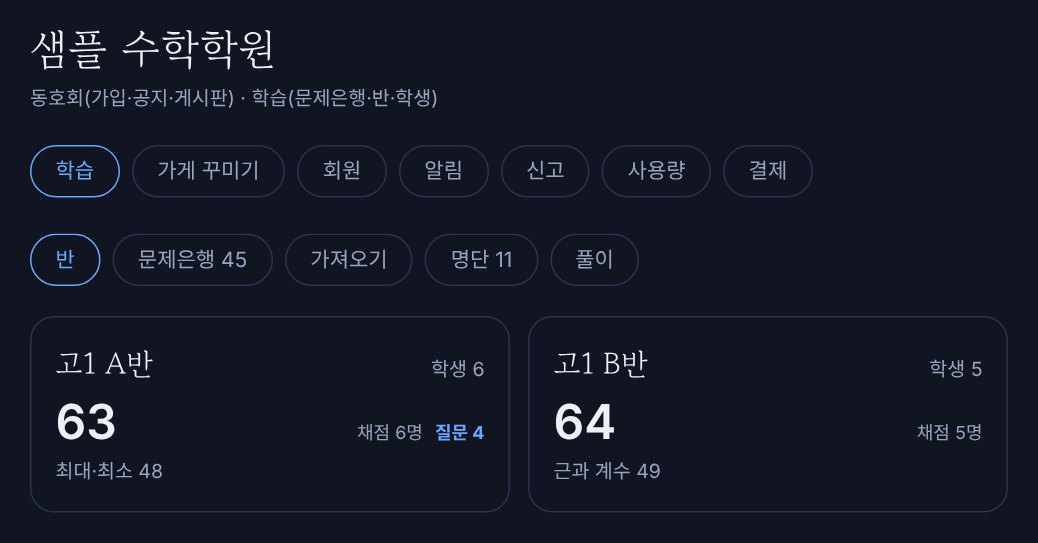 샘플 수학학원
동호회(가입·공지·게시판) · 학습(문제은행·반·학생)
학습 가게 꾸미기 회원 알림 신고 사용량 결제
반 문제은행 45 가져오기 명단 11 풀이
고1 A반 학생 6
63 채점 6명 질문 4
최대·최소 48
고1 B반 학생 5
64 채점 5명
근과 계수 49